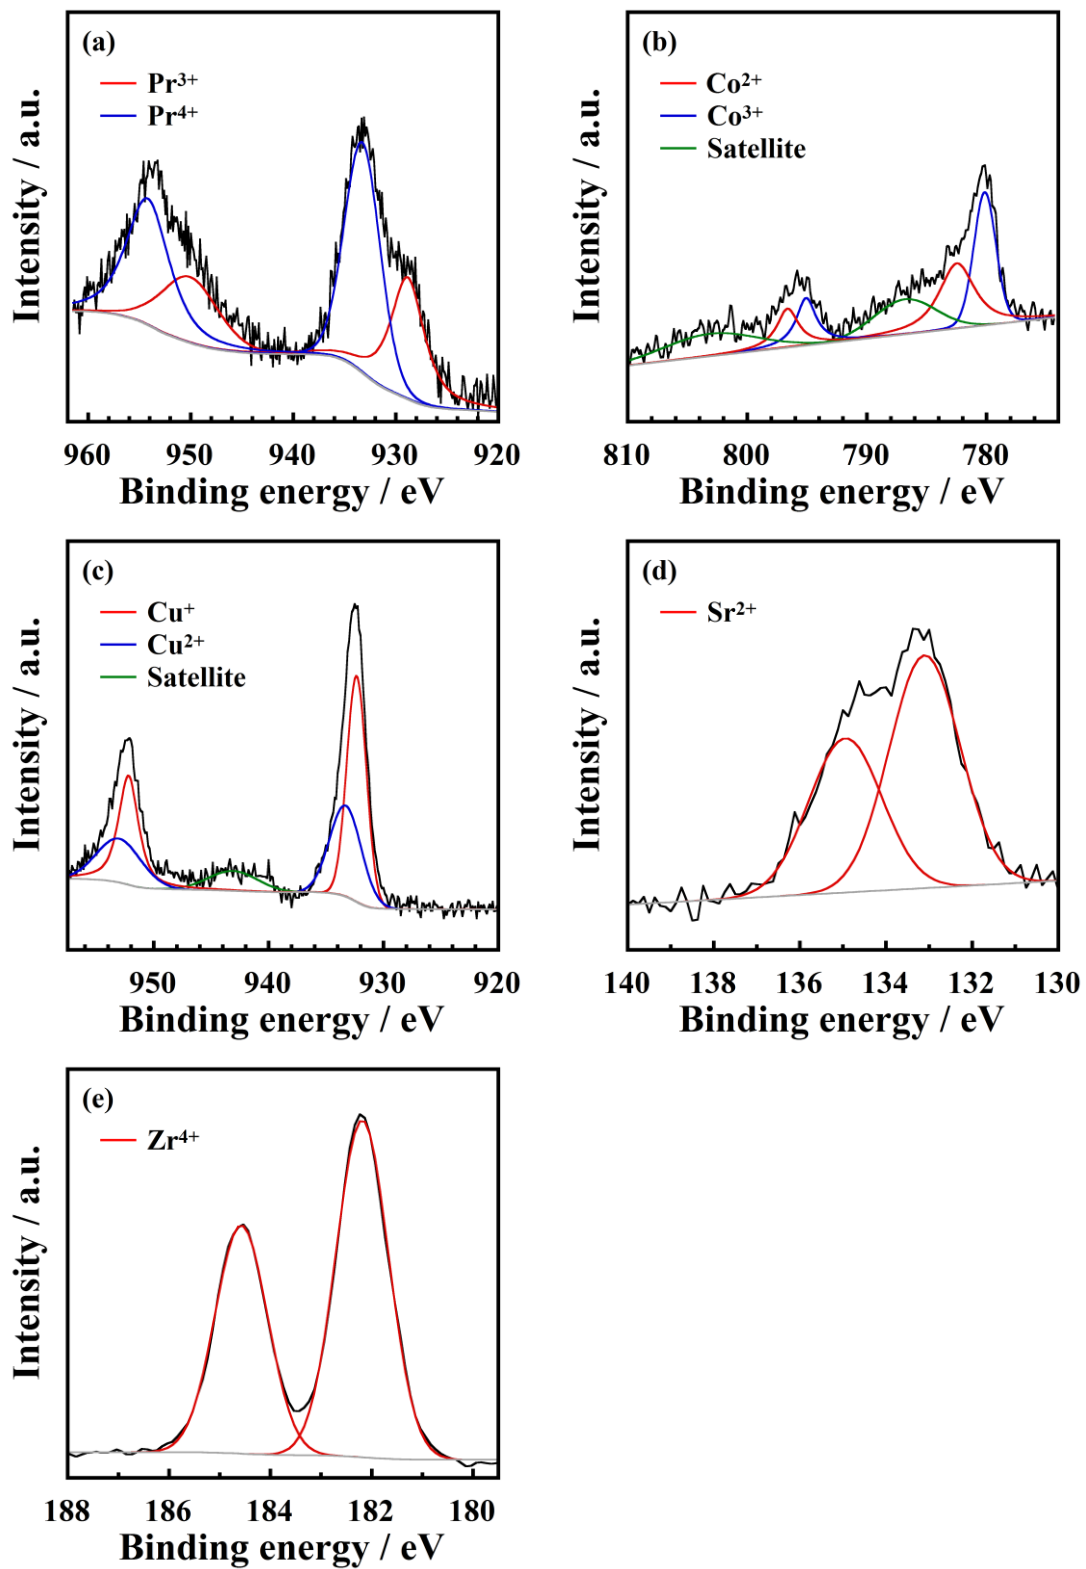 (a)
Pr³⁺
Pr⁴⁺
Intensity / a.u.
960 950 940 930 920
Binding energy / eV
(b)
Co²⁺
Co³⁺
Satellite
Intensity / a.u.
810 800 790 780
Binding energy / eV
(c)
Cu⁺
Cu²⁺
Satellite
Intensity / a.u.
950 940 930 920
Binding energy / eV
(d)
Sr²⁺
Intensity / a.u.
140 138 136 134 132 130
Binding energy / eV
(e)
Zr⁴⁺
Intensity / a.u.
188 186 184 182 180
Binding energy / eV